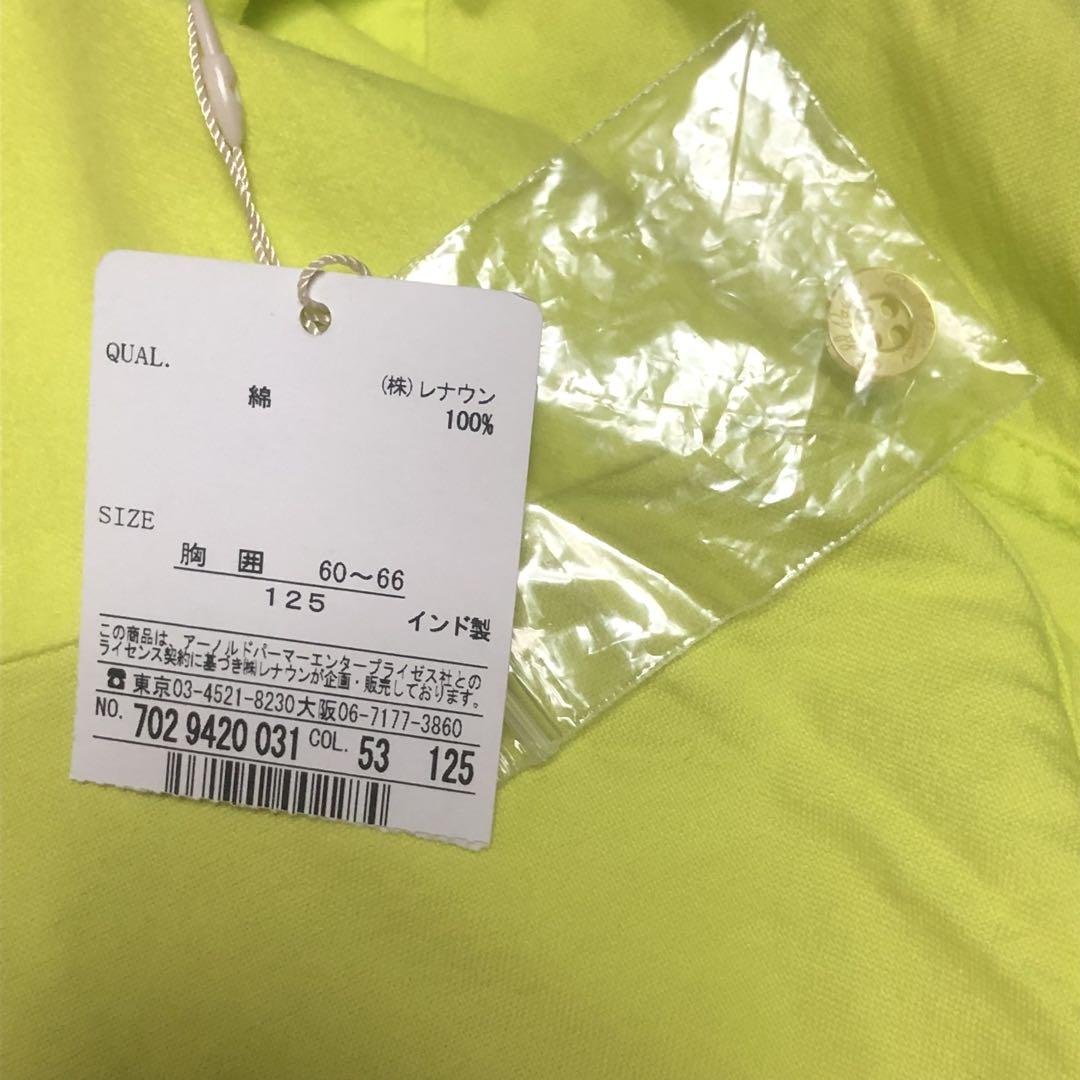 QUAL.
(株)レナウン
綿 100%
SIZE
胸 囲 60～66
125
インド製
この商品は、アーノルドパーマーエンタープライゼス社との
ライセンス契約に基づき㈱レナウンが企画・販売しております。
☎東京03-4521-8230大阪06-7177-3860
NO. 702 9420 031 COL. 53 125